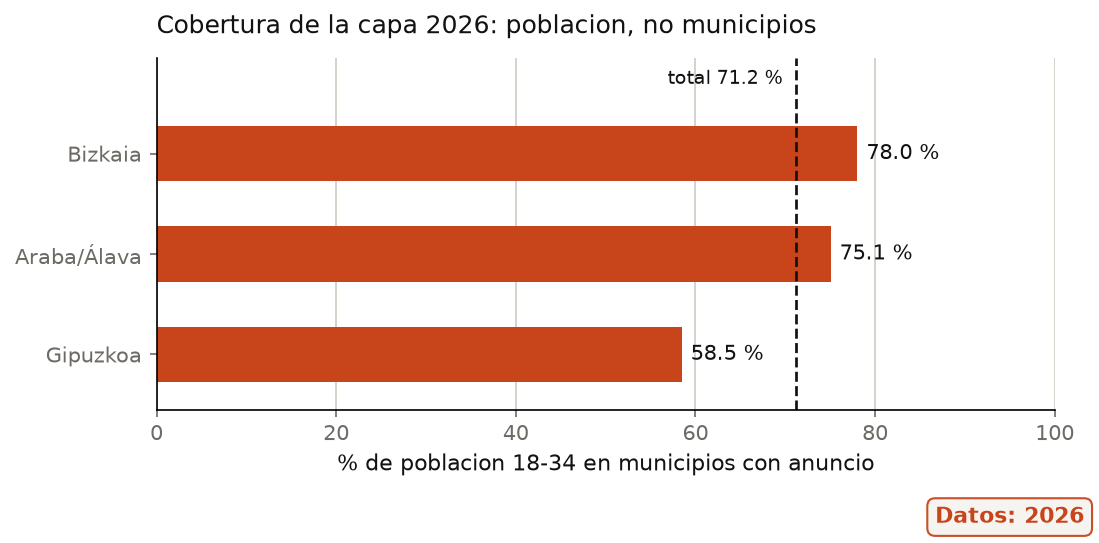 Cobertura de la capa 2026: poblacion, no municipios
total 71.2 %
Bizkaia
78.0 %
Araba/Álava
75.1 %
Gipuzkoa
58.5 %
0 20 40 60 80 100
% de poblacion 18-34 en municipios con anuncio
Datos: 2026